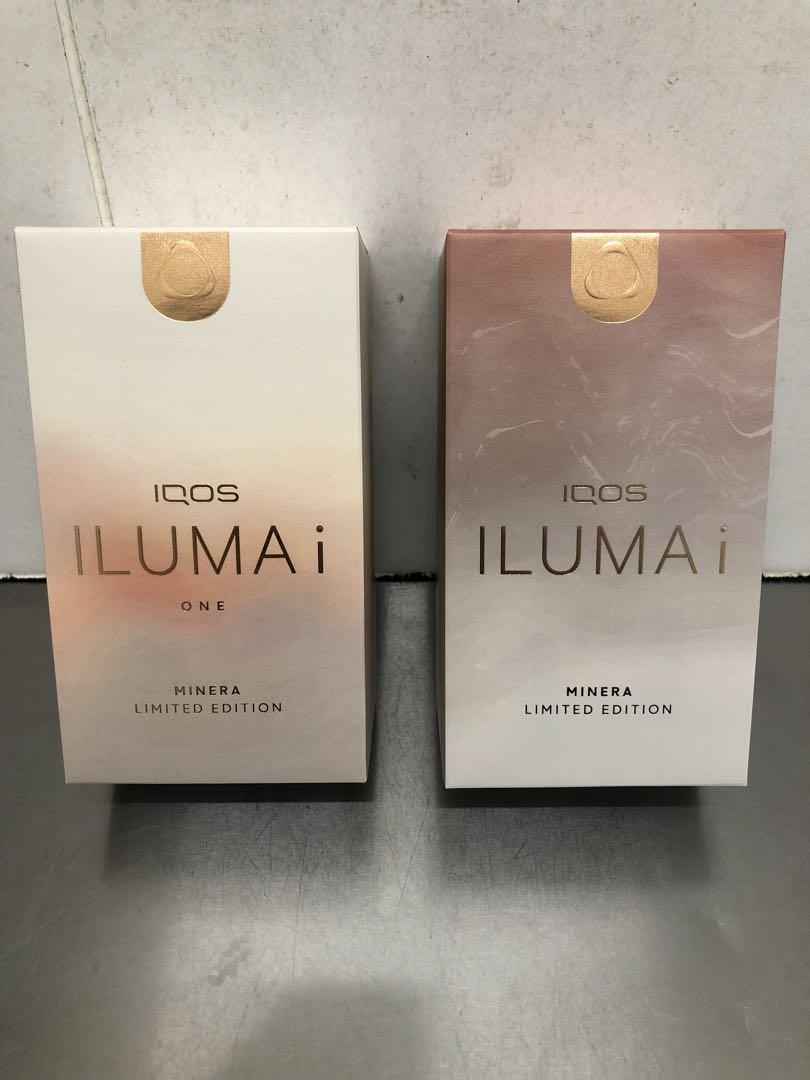 IQOS
ILUMA i
ONE
MINERA
LIMITED EDITION
IQOS
ILUMA i
MINERA
LIMITED EDITION